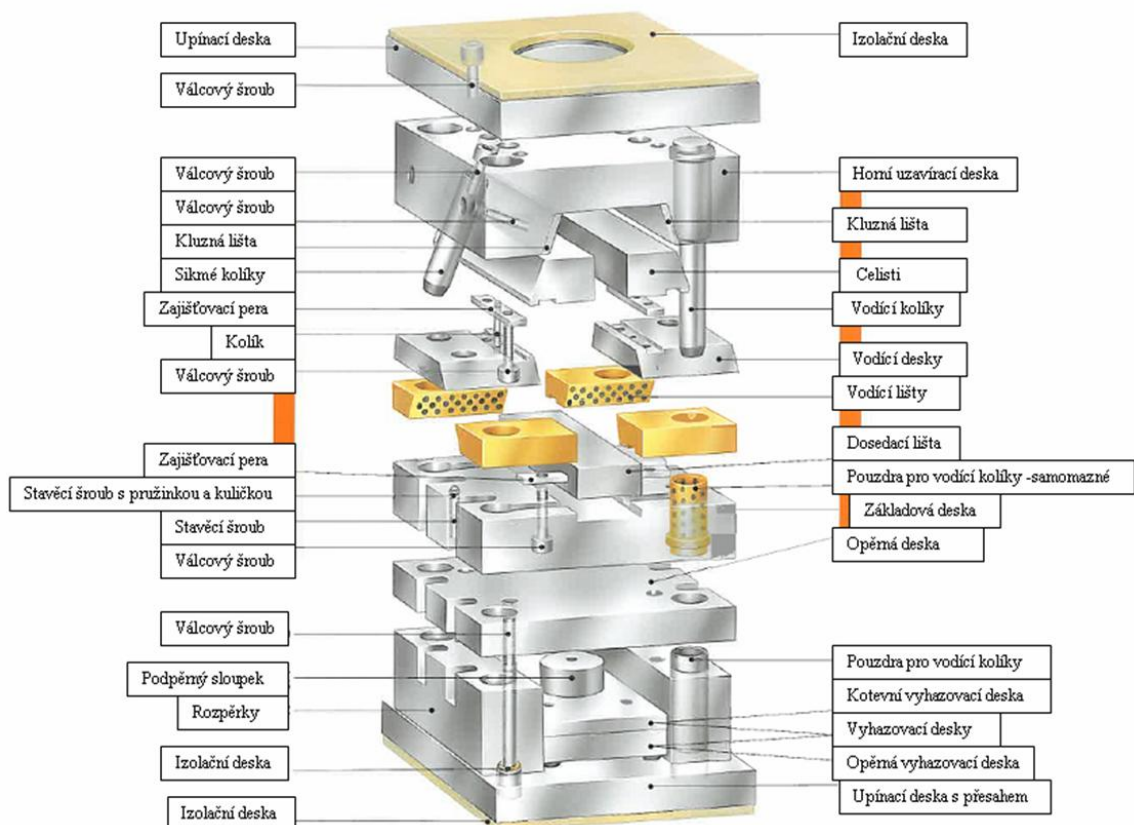 Upínací deska
Válcový šroub
Válcový šroub
Válcový šroub
Kluzná lišta
Sikmé kolíky
Zajišťovací pera
Kolík
Válcový šroub
Zajišťovací pera
Stavěcí šroub s pružinkou a kuličkou
Stavěcí šroub
Válcový šroub
Válcový šroub
Podpěrný sloupek
Rozpěrky
Izolační deska
Izolační deska
Izolační deska
Horní uzavírací deska
Kluzná lišta
Celisti
Vodící kolíky
Vodící desky
Vodící lišty
Dosedací lišta
Pouzdra pro vodící kolíky -samomazné
Základová deska
Opěrná deska
Pouzdra pro vodící kolíky
Kotevní vyhazovací deska
Vyhazovací desky
Opěrná vyhazovací deska
Upínací deska s přesahem